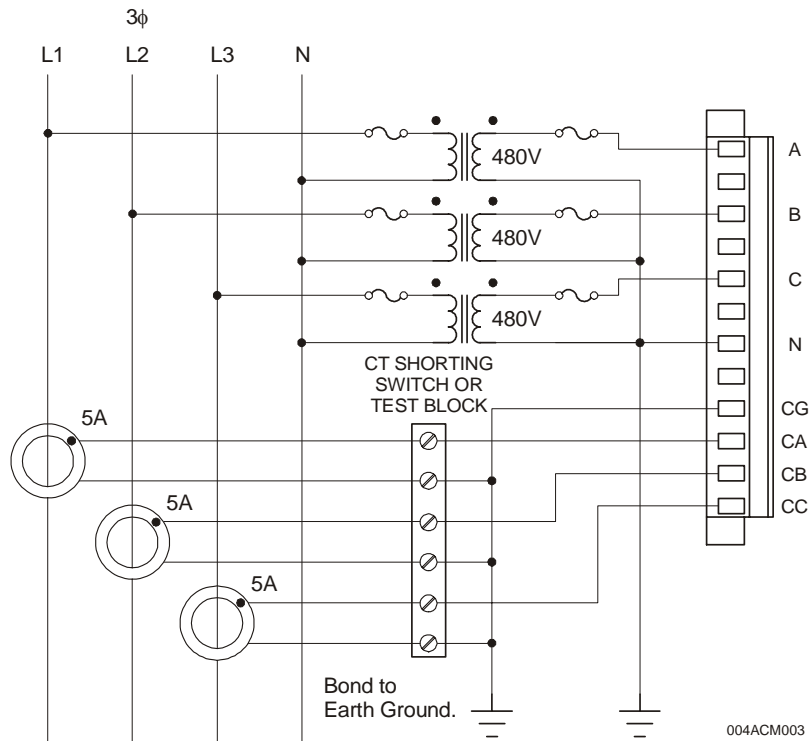 3ϕ
L1 L2 L3 N
480V
A
480V
B
480V
C
N
CT SHORTING
SWITCH OR
TEST BLOCK
CG
5A
CA
CB
5A
CC
5A
Bond to
Earth Ground.
004ACM003